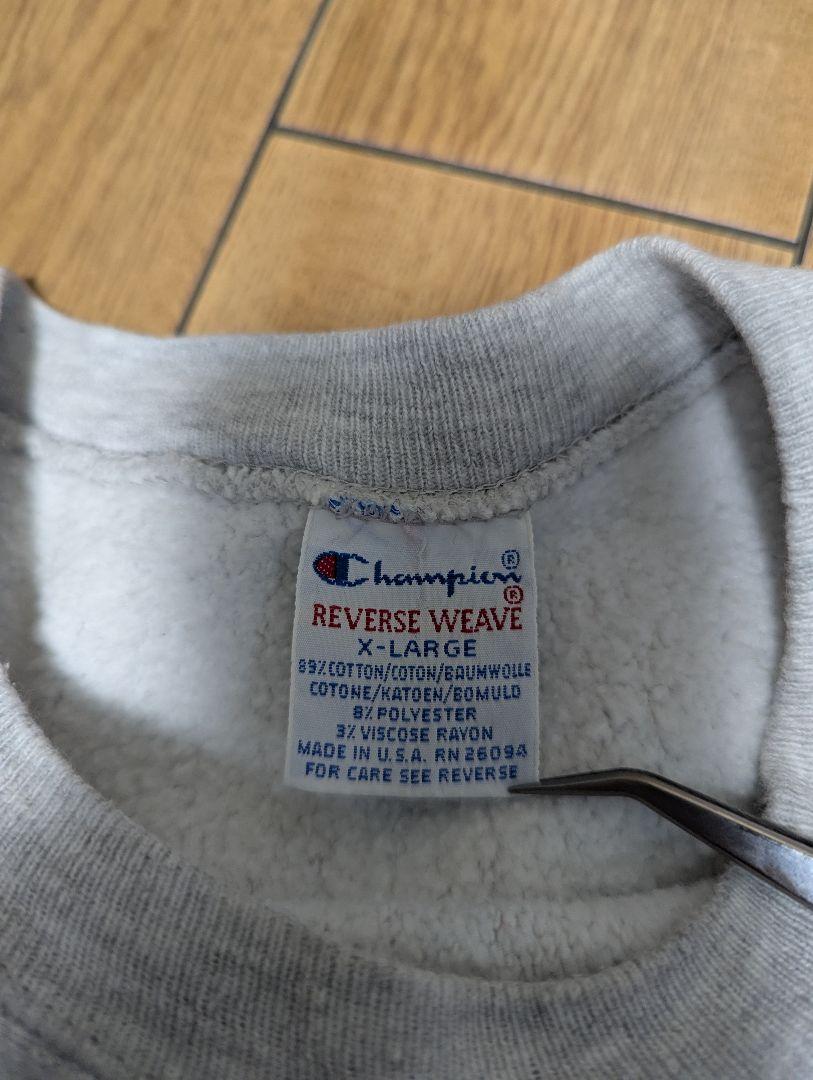 Champion®
REVERSE WEAVE®
X-LARGE
89% COTTON/COTON/BAUMWOLLE
COTONE/KATOEN/BOMULD
8% POLYESTER
3% VISCOSE RAYON
MADE IN U.S.A. RN 26094
FOR CARE SEE REVERSE